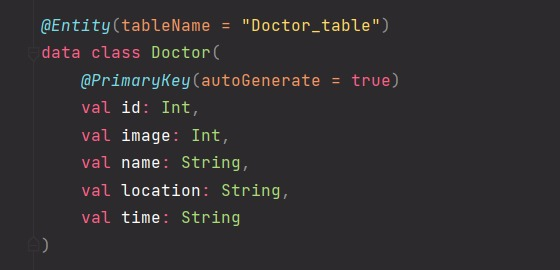 @Entity(tableName = "Doctor_table")
data class Doctor(
    @PrimaryKey(autoGenerate = true)
    val id: Int,
    val image: Int,
    val name: String,
    val location: String,
    val time: String
)